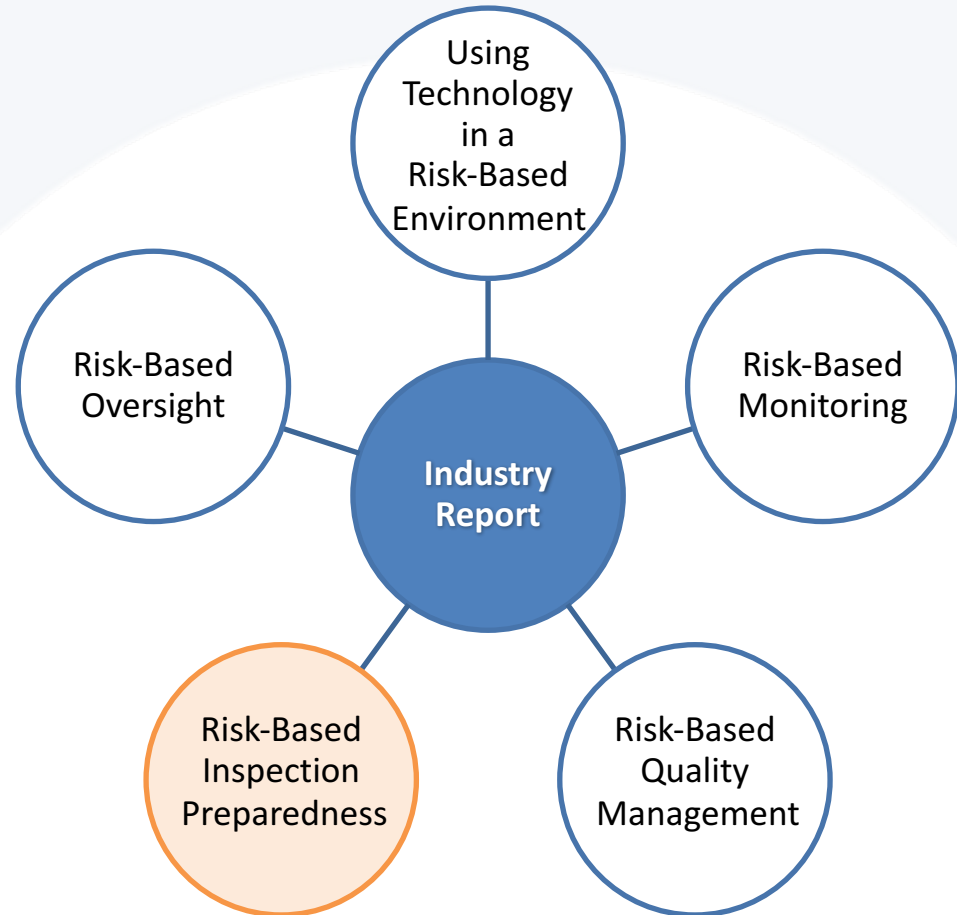 Using
Technology
in a
Risk-Based
Environment
Risk-Based
Oversight
Risk-Based
Monitoring
Industry
Report
Risk-Based
Inspection
Preparedness
Risk-Based
Quality
Management